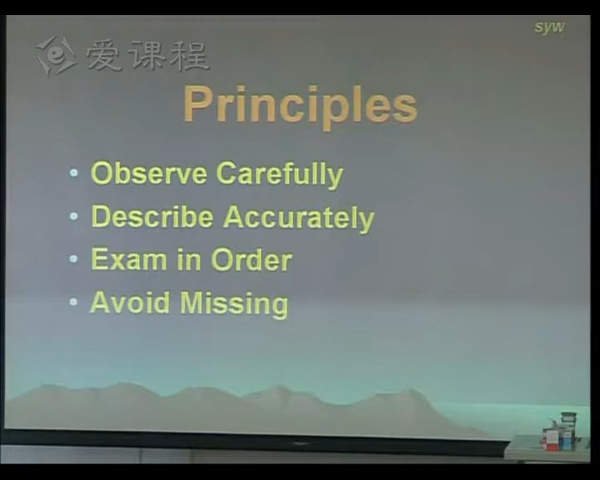 syw
爱课程
Principles
• Observe Carefully
• Describe Accurately
• Exam in Order
• Avoid Missing